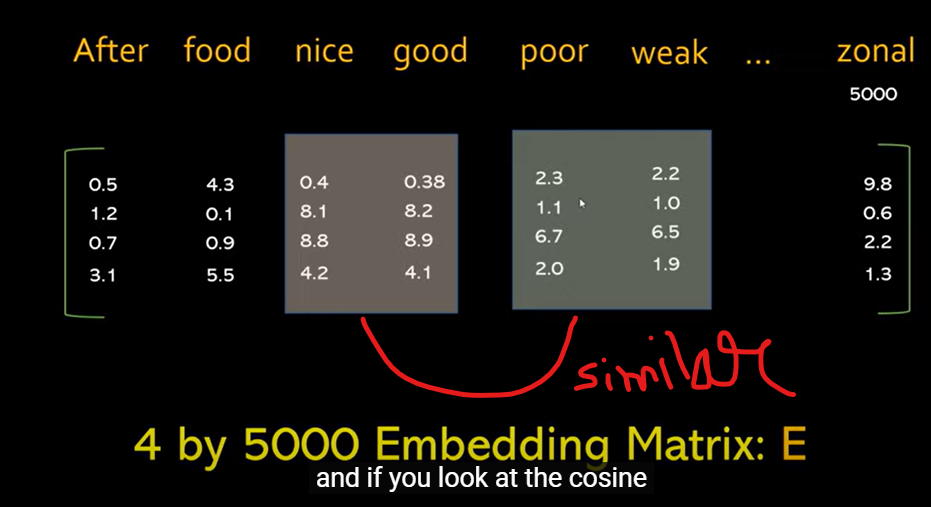 After food nice good poor weak ... zonal
5000
0.5 4.3 0.4 0.38 2.3 2.2 9.8
1.2 0.1 8.1 8.2 1.1 1.0 0.6
0.7 0.9 8.8 8.9 6.7 6.5 2.2
3.1 5.5 4.2 4.1 2.0 1.9 1.3
similar
4 by 5000 Embedding Matrix: E
and if you look at the cosine